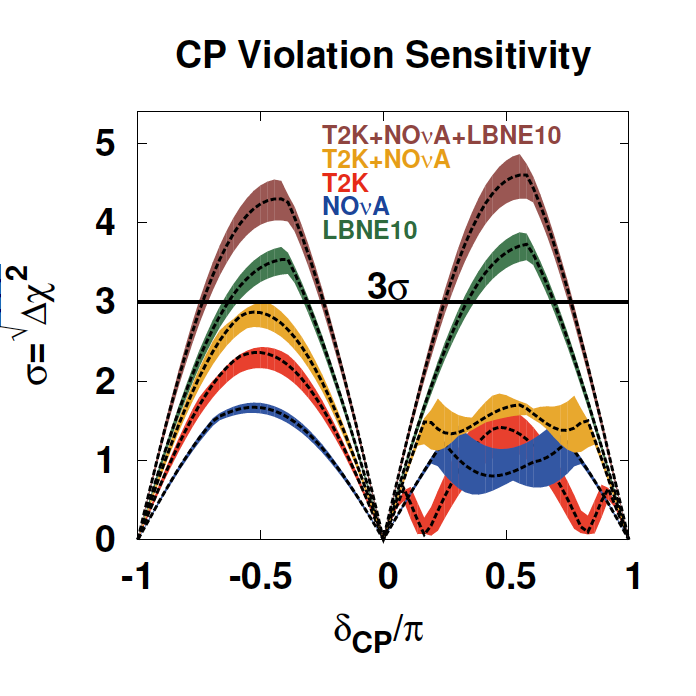 CP Violation Sensitivity
T2K+NOνA+LBNE10
T2K+NOνA
T2K
NOνA
LBNE10
3σ
σ=√Δχ²
5
4
3
2
1
0
-1
-0.5
0
0.5
1
δCP/π